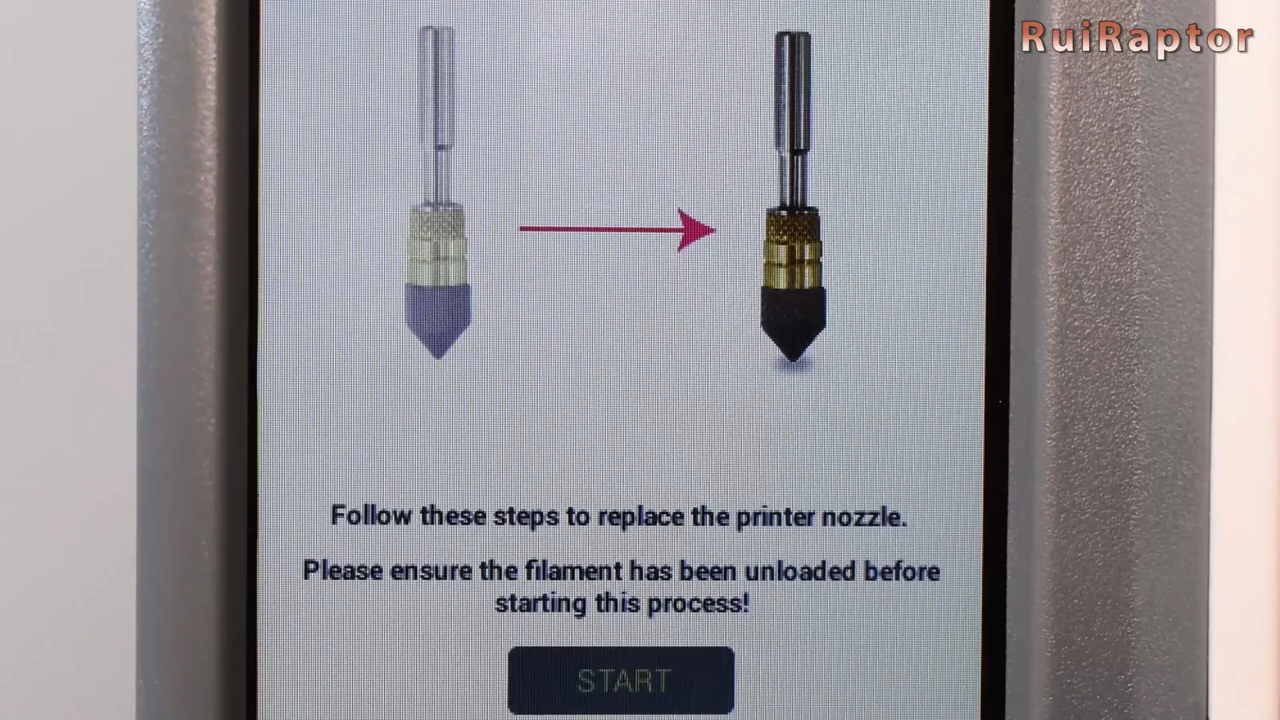 RuiRaptor
Follow these steps to replace the printer nozzle.
Please ensure the filament has been unloaded before
starting this process!
START